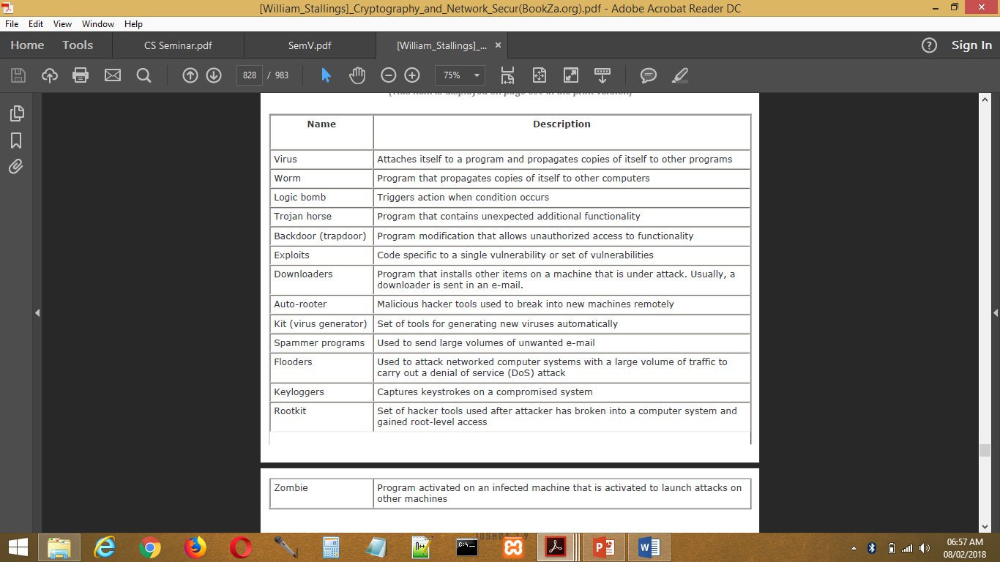 [William_Stallings]_Cryptography_and_Network_Secur(BookZa.org).pdf - Adobe Acrobat Reader DC
File Edit View Window Help
Home Tools CS Seminar.pdf SemV.pdf [William_Stallings]_... × Sign In
828 / 983 75%
(This item is displayed on page in the print version)
Name Description
Virus Attaches itself to a program and propagates copies of itself to other programs
Worm Program that propagates copies of itself to other computers
Logic bomb Triggers action when condition occurs
Trojan horse Program that contains unexpected additional functionality
Backdoor (trapdoor) Program modification that allows unauthorized access to functionality
Exploits Code specific to a single vulnerability or set of vulnerabilities
Downloaders Program that installs other items on a machine that is under attack. Usually, a
downloader is sent in an e-mail.
Auto-rooter Malicious hacker tools used to break into new machines remotely
Kit (virus generator) Set of tools for generating new viruses automatically
Spammer programs Used to send large volumes of unwanted e-mail
Flooders Used to attack networked computer systems with a large volume of traffic to
carry out a denial of service (DoS) attack
Keyloggers Captures keystrokes on a compromised system
Rootkit Set of hacker tools used after attacker has broken into a computer system and
gained root-level access
Zombie Program activated on an infected machine that is activated to launch attacks on
other machines
06:57 AM
08/02/2018